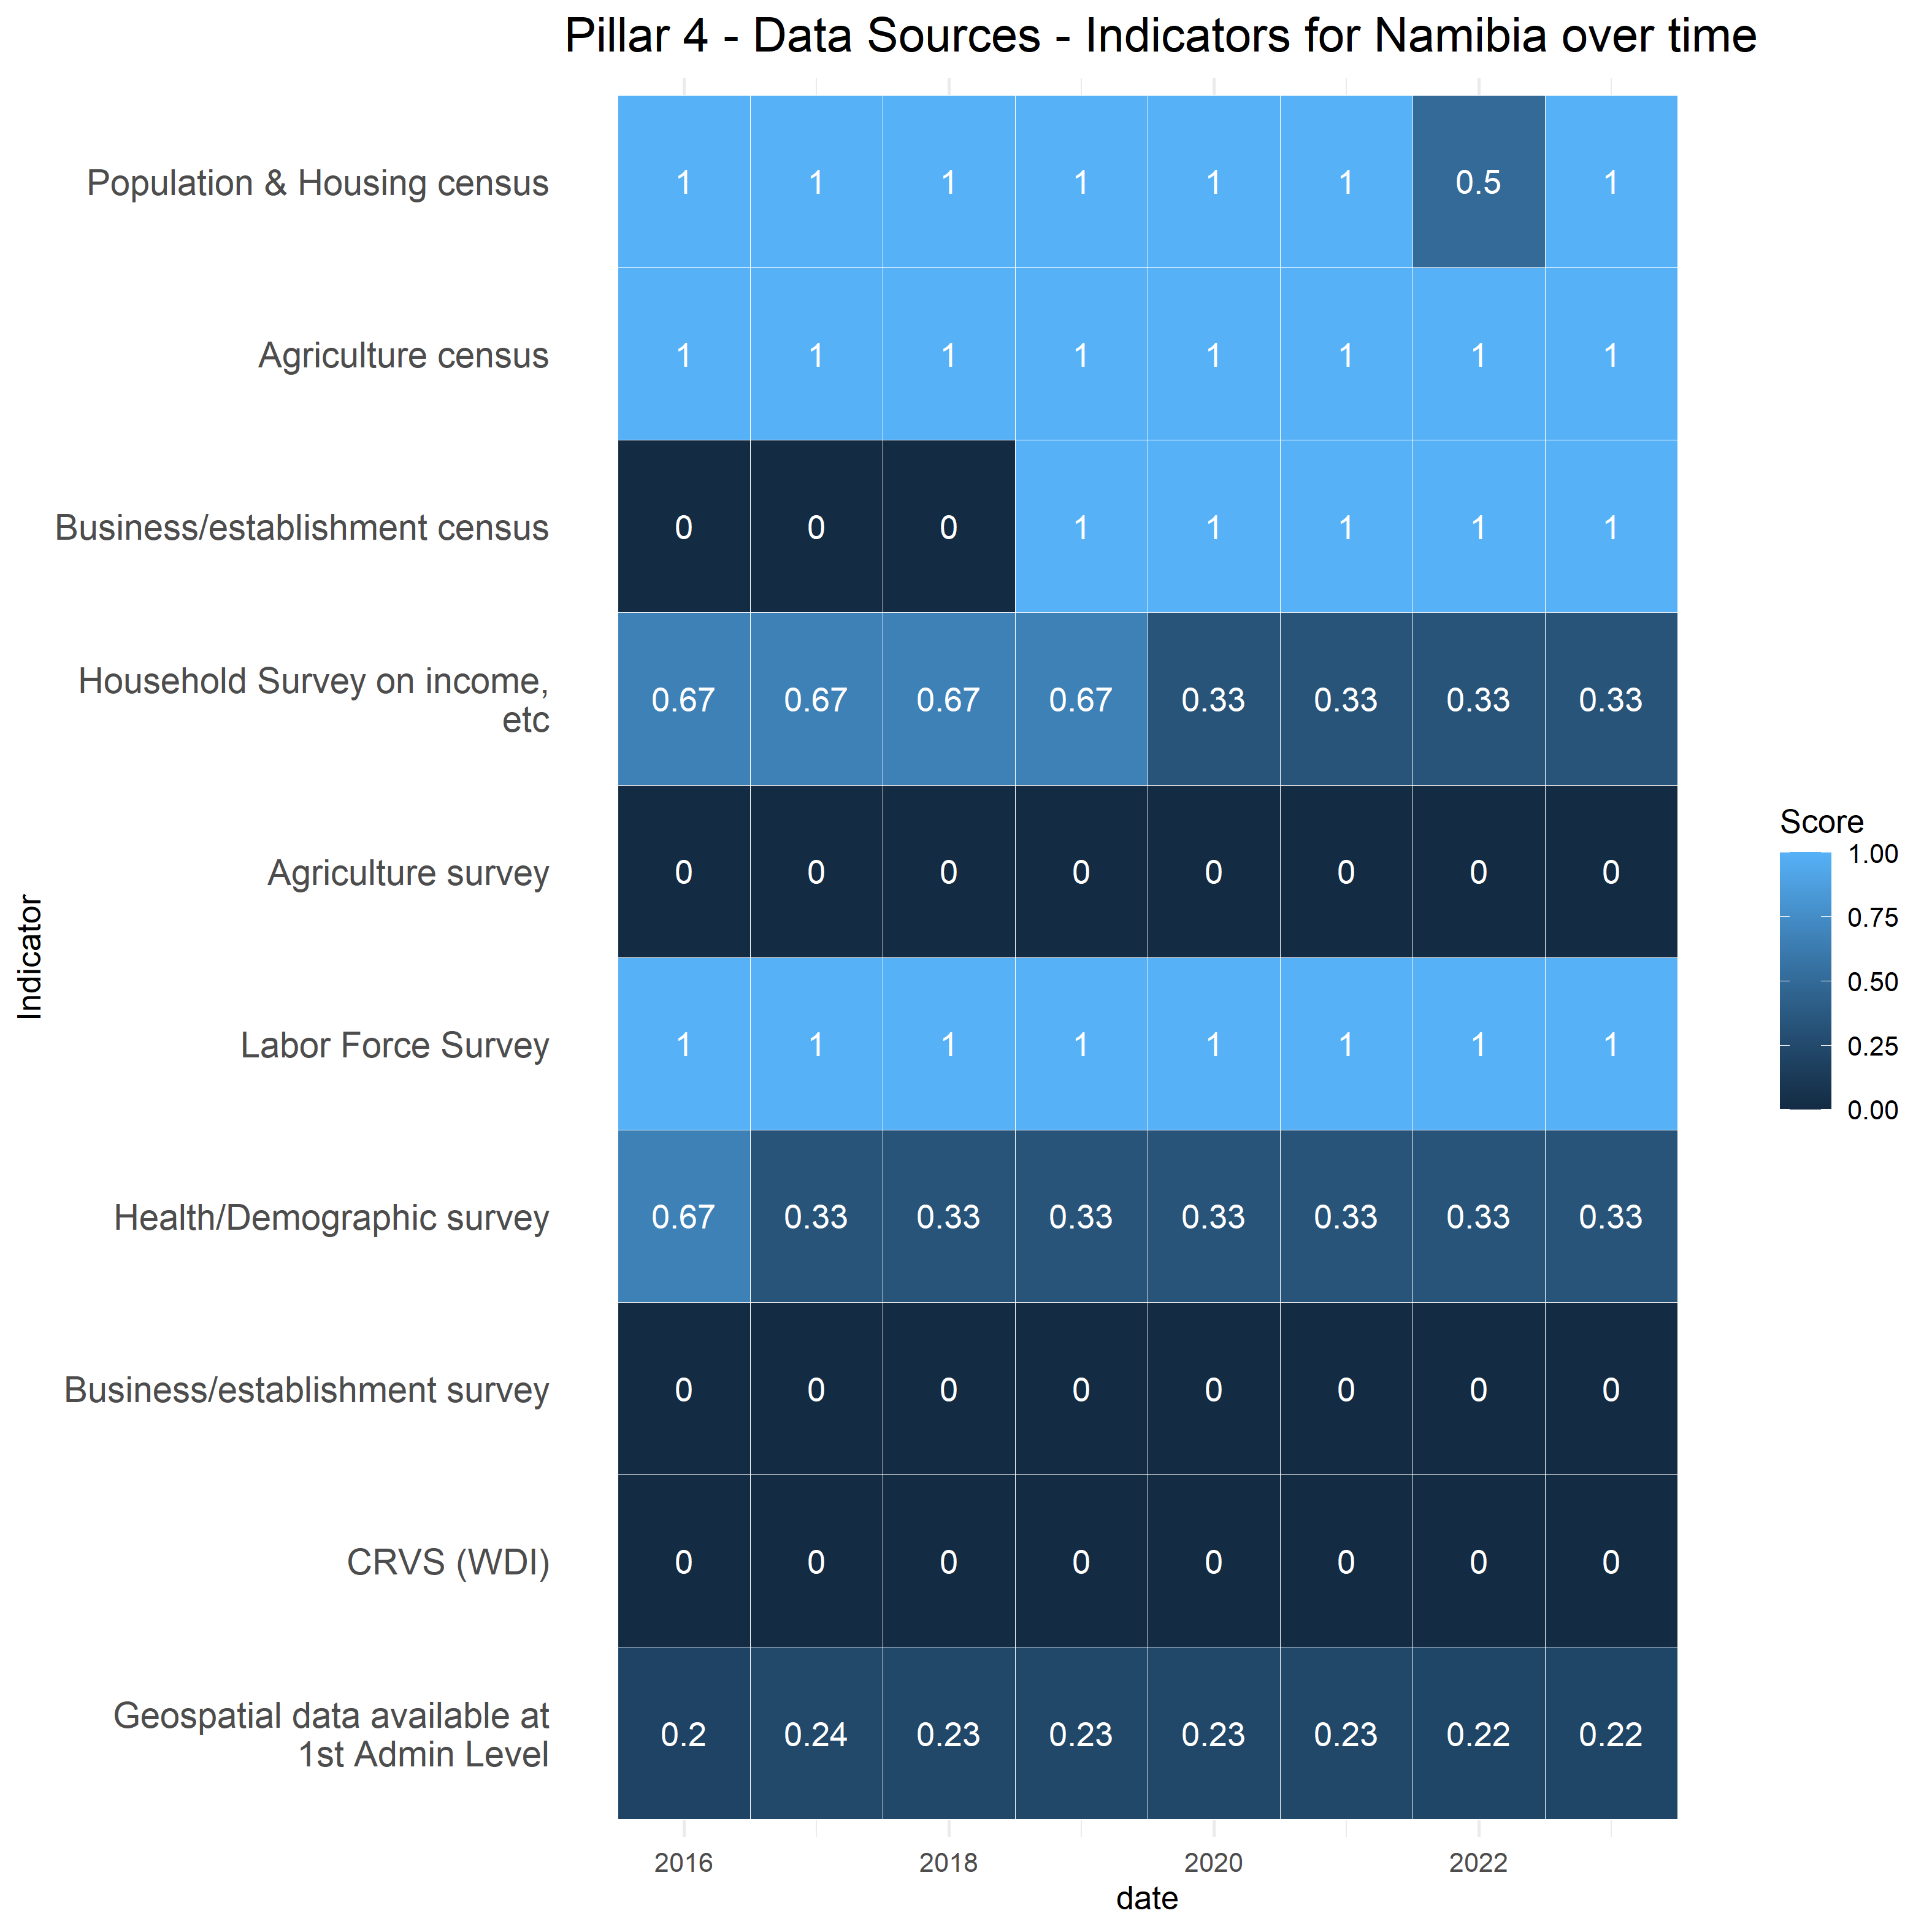 Pillar 4 - Data Sources - Indicators for Namibia over time
Population & Housing census 1 1 1 1 1 1 0.5 1
Agriculture census 1 1 1 1 1 1 1 1
Business/establishment census 0 0 0 1 1 1 1 1
Household Survey on income,
etc
0.67 0.67 0.67 0.67 0.33 0.33 0.33 0.33
Agriculture survey 0 0 0 0 0 0 0 0
Labor Force Survey 1 1 1 1 1 1 1 1
Health/Demographic survey 0.67 0.33 0.33 0.33 0.33 0.33 0.33 0.33
Business/establishment survey 0 0 0 0 0 0 0 0
CRVS (WDI) 0 0 0 0 0 0 0 0
Geospatial data available at
1st Admin Level
0.2 0.24 0.23 0.23 0.23 0.23 0.22 0.22
2016 2018 2020 2022
date
Indicator
Score
1.00
0.75
0.50
0.25
0.00